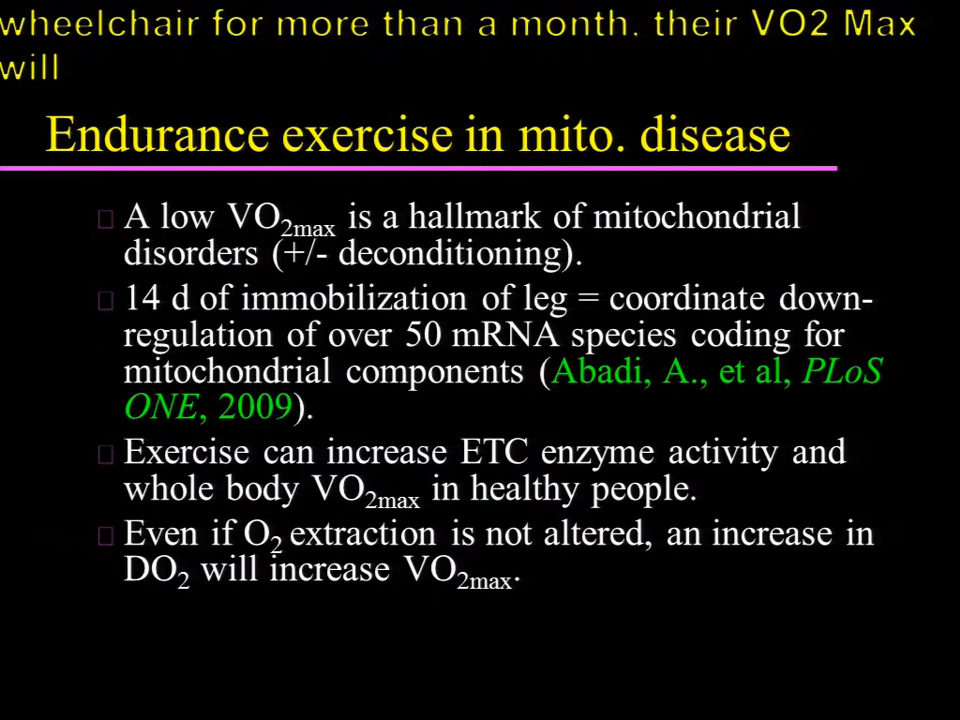 wheelchair for more than a month. their VO2 Max
will
Endurance exercise in mito. disease
A low VO2max is a hallmark of mitochondrial
disorders (+/- deconditioning).
14 d of immobilization of leg = coordinate down-
regulation of over 50 mRNA species coding for
mitochondrial components (Abadi, A., et al, PLoS
ONE, 2009).
Exercise can increase ETC enzyme activity and
whole body VO2max in healthy people.
Even if O2 extraction is not altered, an increase in
DO2 will increase VO2max.